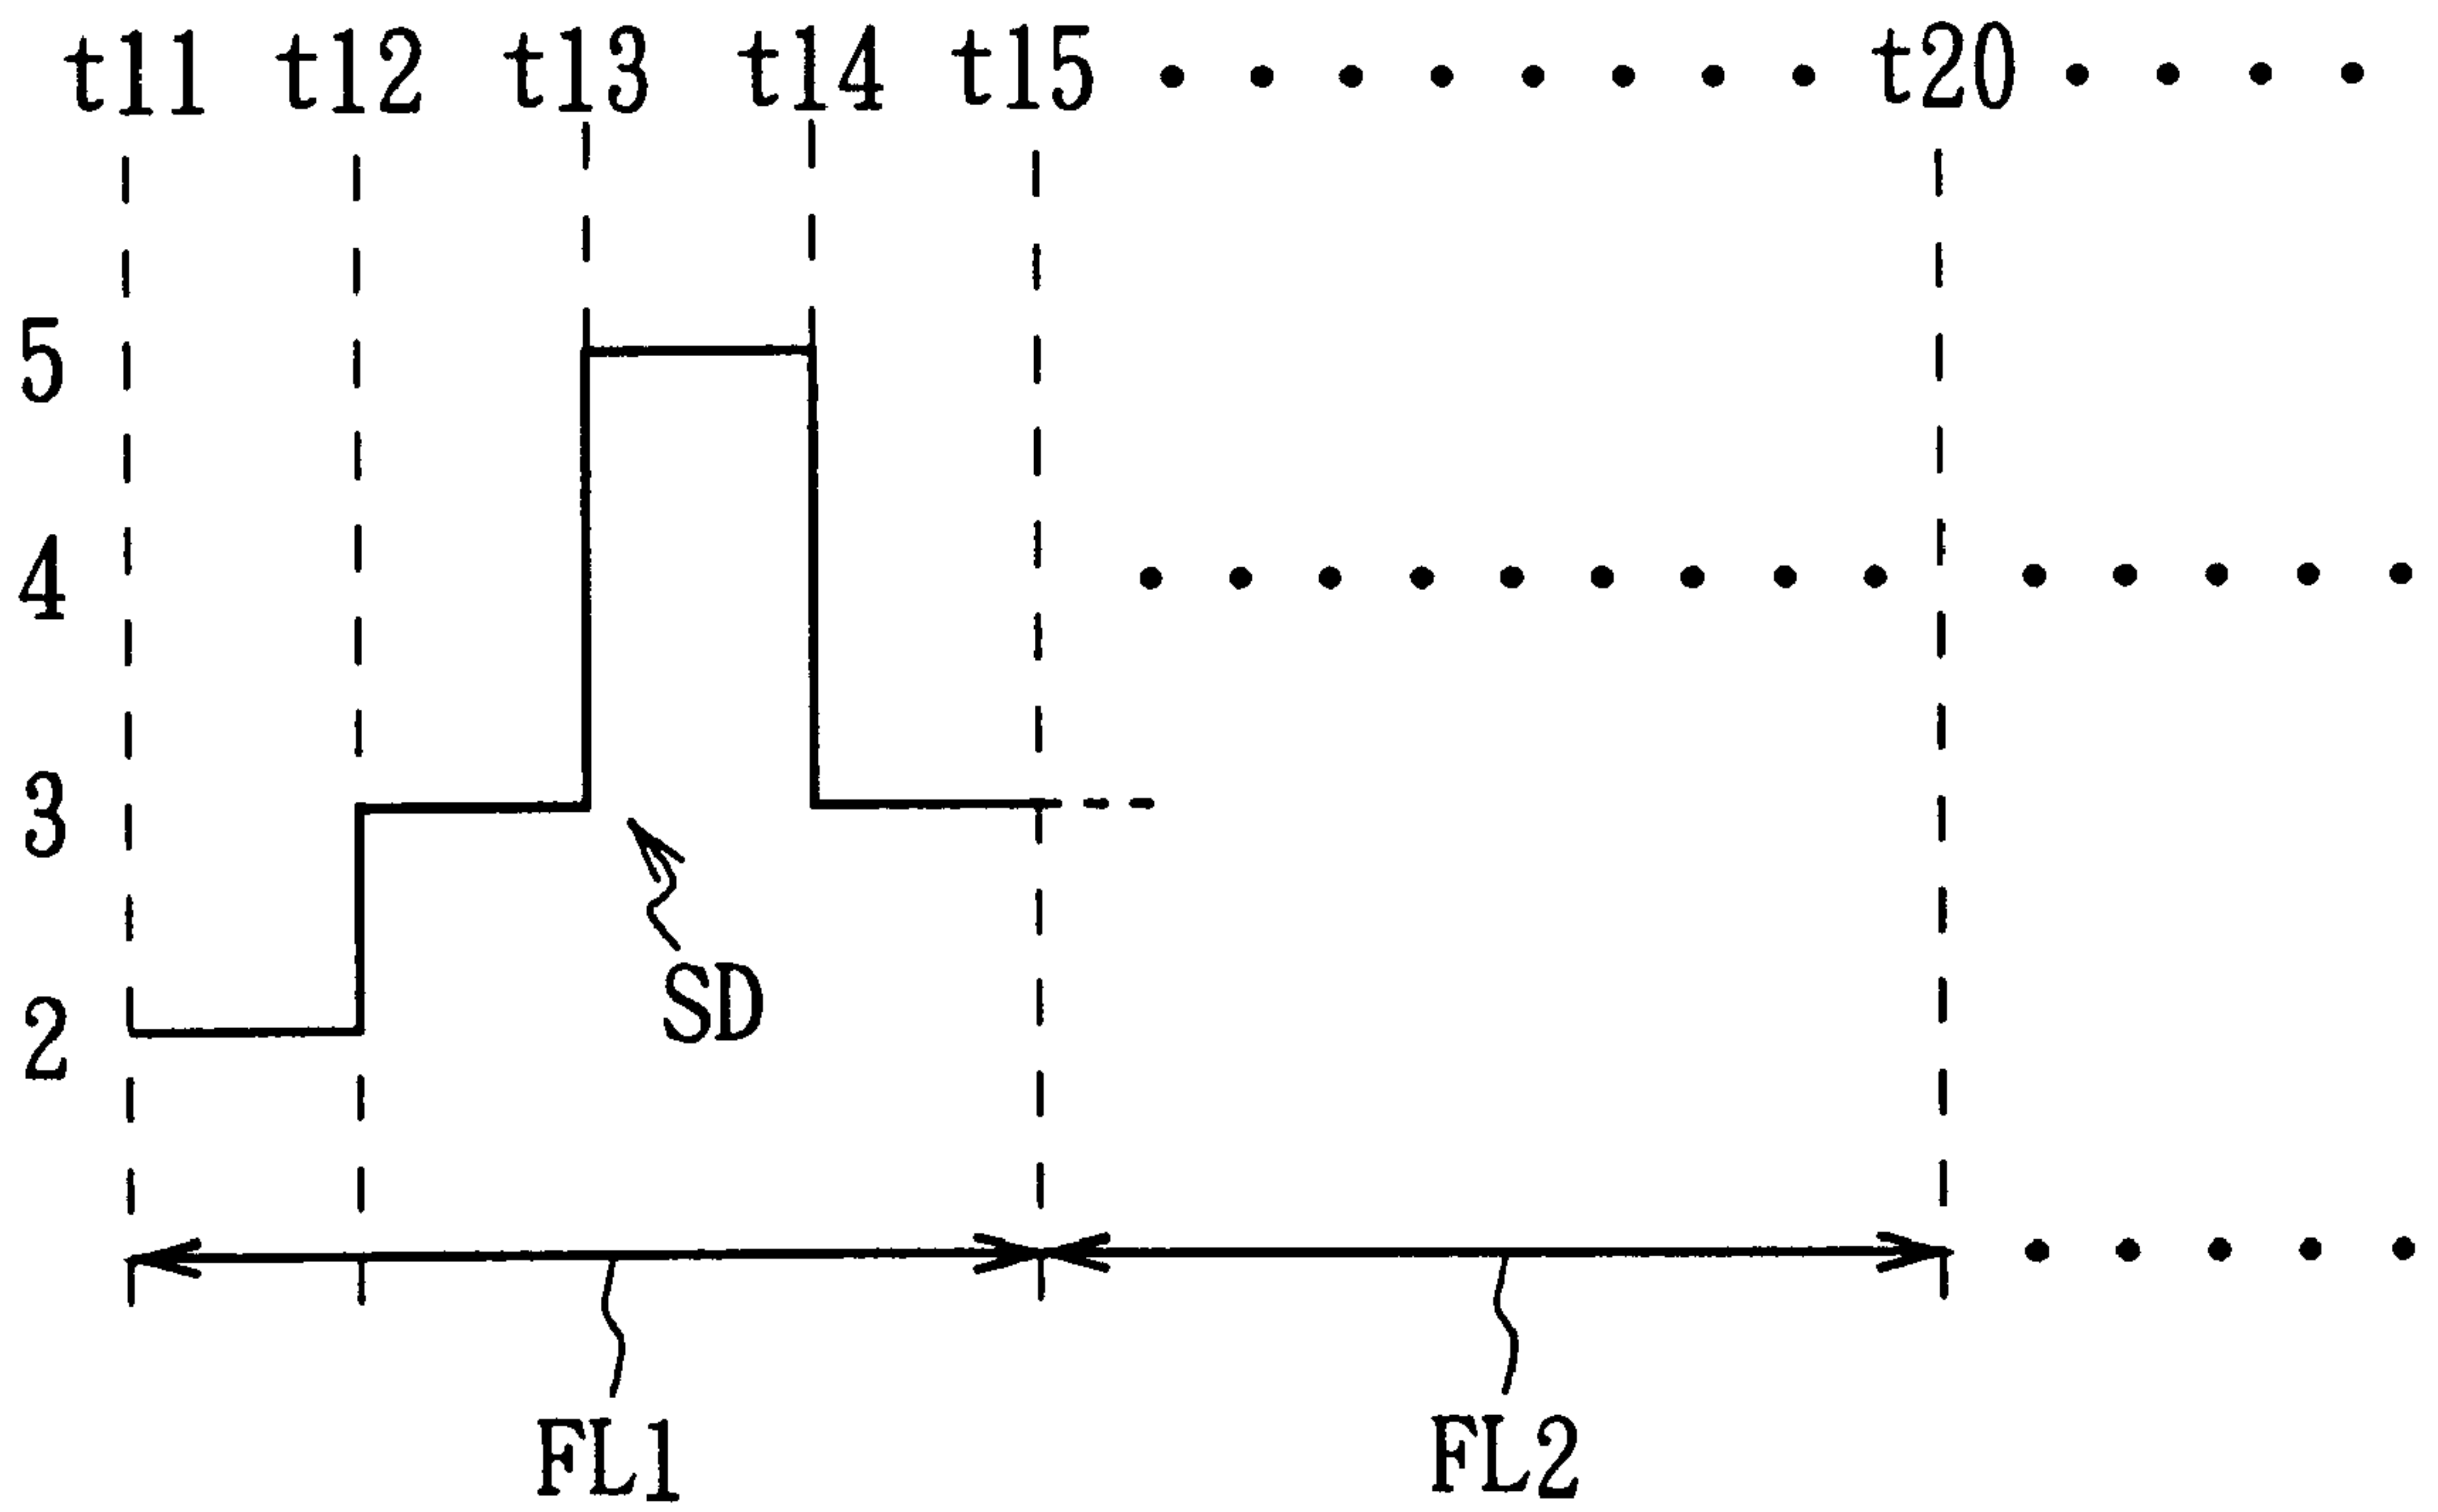 t11 t12 t13 t14 t15 • • • • • • • • t20 • • • •
5
4 • • • • • • • • • • • • • •
3
SD
2
• • • • •
FL1 FL2